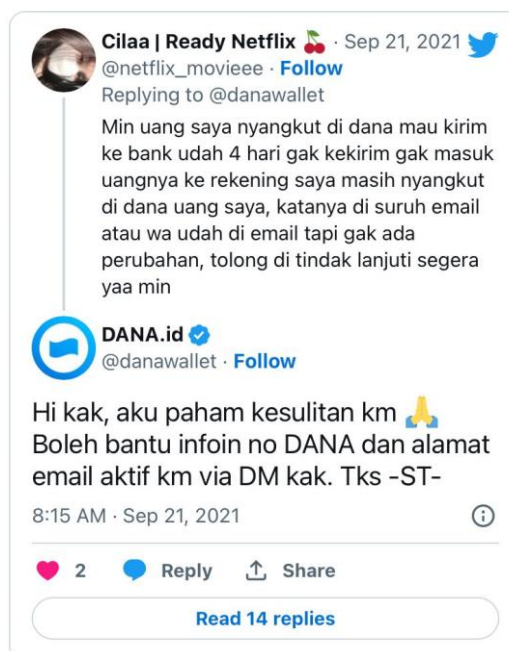 Cilaa | Ready Netflix 🍒 · Sep 21, 2021
@netflix_movieee · Follow
Replying to @danawallet
Min uang saya nyangkut di dana mau kirim
ke bank udah 4 hari gak kekirim gak masuk
uangnya ke rekening saya masih nyangkut
di dana uang saya, katanya di suruh email
atau wa udah di email tapi gak ada
perubahan, tolong di tindak lanjuti segera
yaa min
DANA.id
@danawallet · Follow
Hi kak, aku paham kesulitan km 🙏
Boleh bantu infoin no DANA dan alamat
email aktif km via DM kak. Tks -ST-
8:15 AM · Sep 21, 2021
2 Reply Share
Read 14 replies